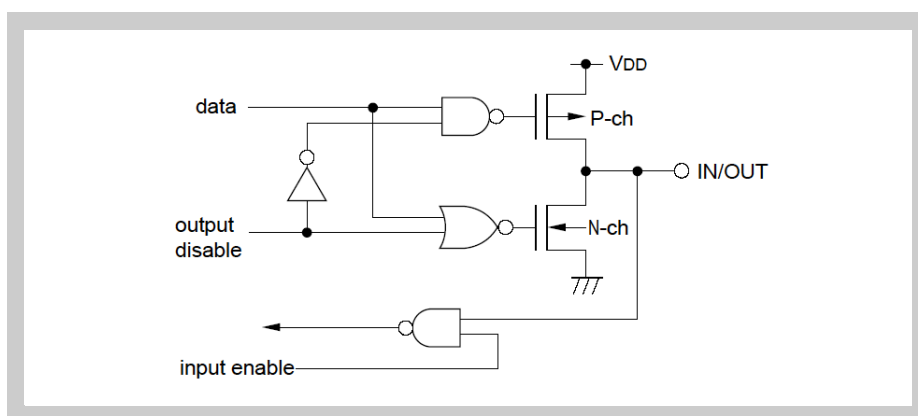 VDD
data
P-ch
IN/OUT
output
disable
N-ch
input enable